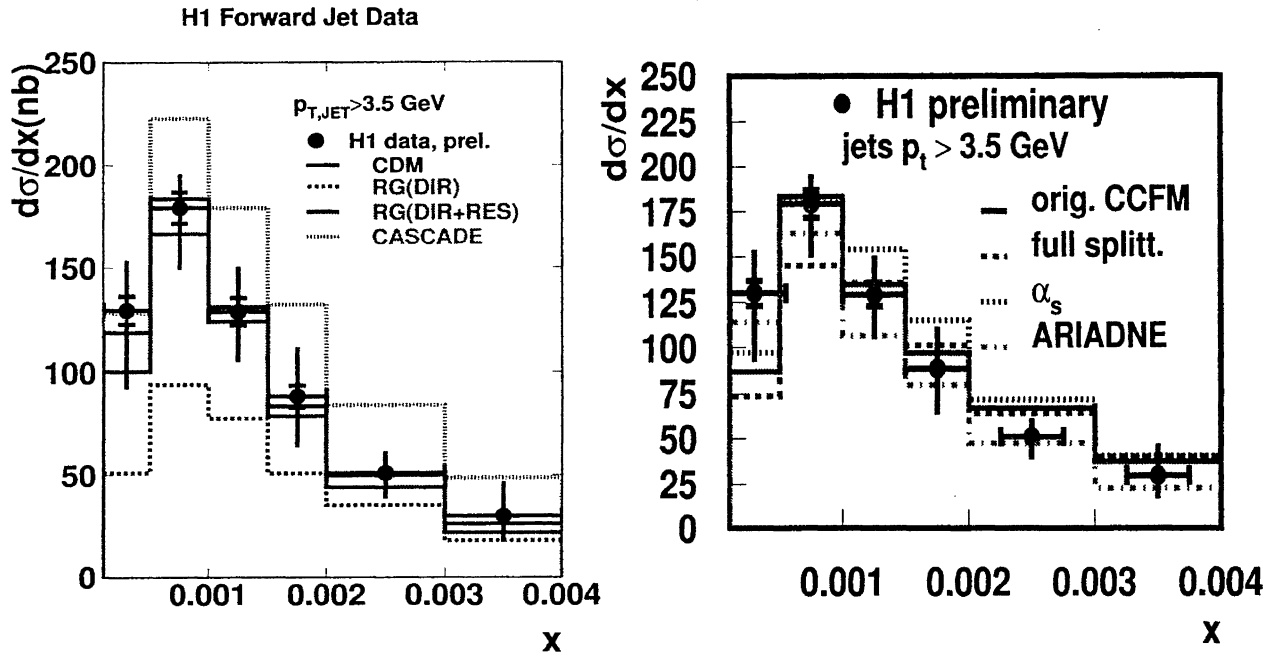 H1 Forward Jet Data
dσ/dx(nb)
250
200
150
100
50
0
p_T,JET>3.5 GeV
H1 data, prel.
CDM
RG(DIR)
RG(DIR+RES)
CASCADE
0.001 0.002 0.003 0.004
x
dσ/dx
250
225
200
175
150
125
100
75
50
25
0
H1 preliminary
jets p_t > 3.5 GeV
orig. CCFM
full splitt.
α_s
ARIADNE
0.001 0.002 0.003 0.004
x